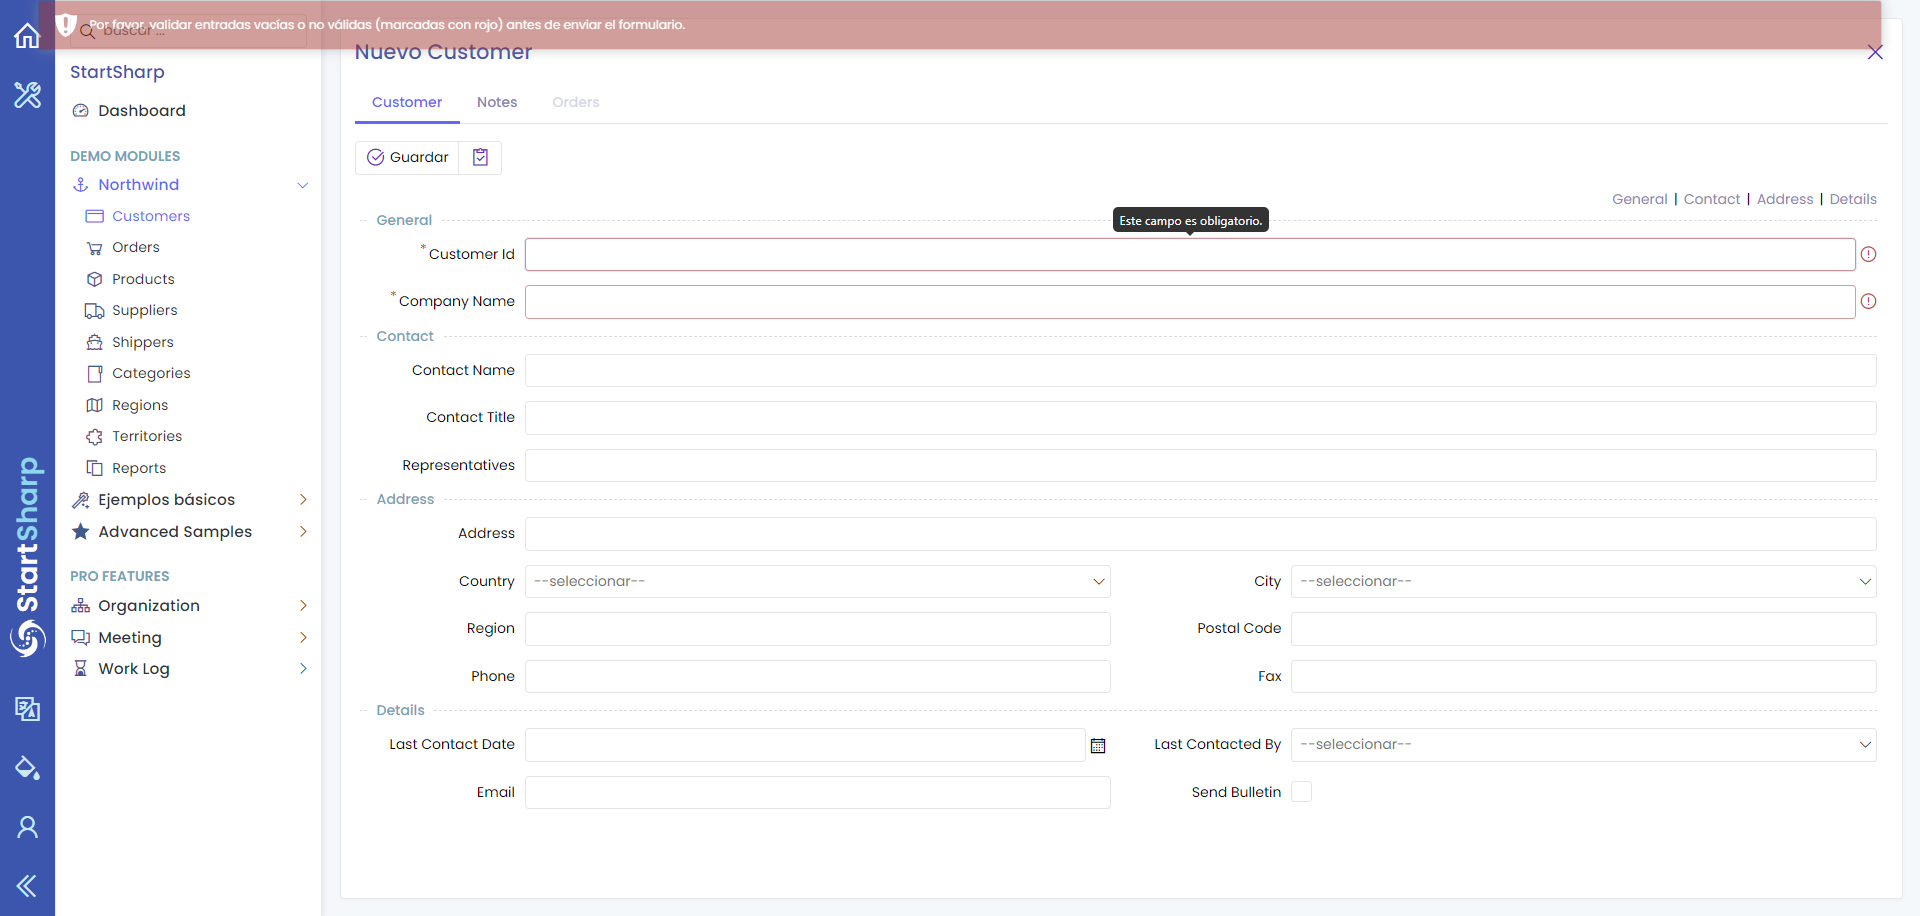 Por favor, validar entradas vacías o no válidas (marcadas con rojo) antes de enviar el formulario.
buscar ...
StartSharp
Dashboard
DEMO MODULES
Northwind
Customers
Orders
Products
Suppliers
Shippers
Categories
Regions
Territories
Reports
Ejemplos básicos
Advanced Samples
PRO FEATURES
Organization
Meeting
Work Log
StartSharp
Nuevo Customer
Customer Notes Orders
Guardar
General | Contact | Address | Details
General
Este campo es obligatorio.
* Customer Id
* Company Name
Contact
Contact Name
Contact Title
Representatives
Address
Address
Country --seleccionar-- City --seleccionar--
Region Postal Code
Phone Fax
Details
Last Contact Date Last Contacted By --seleccionar--
Email Send Bulletin